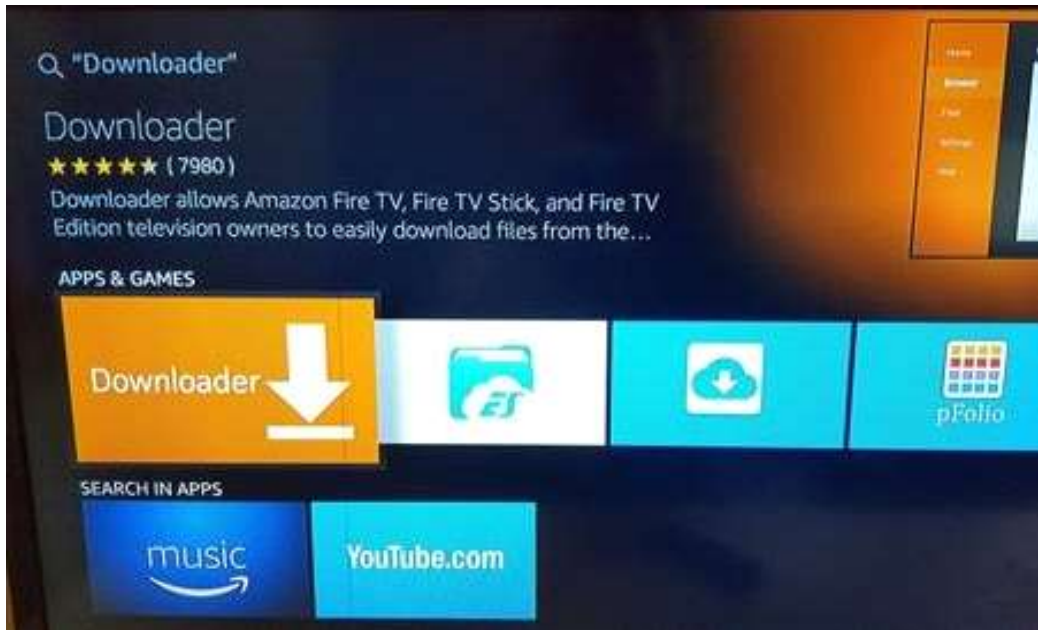 "Downloader"
Downloader
(7980)
Downloader allows Amazon Fire TV, Fire TV Stick, and Fire TV
Edition television owners to easily download files from the...
APPS & GAMES
Downloader
ES
pFolio
SEARCH IN APPS
music
YouTube.com